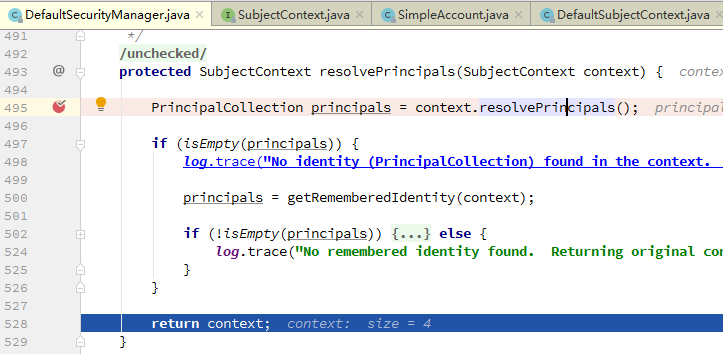 DefaultSecurityManager.java × SubjectContext.java × SimpleAccount.java × DefaultSubjectContext.java
491 */
492 /unchecked/
493 @ protected SubjectContext resolvePrincipals(SubjectContext context) { contex
495 PrincipalCollection principals = context.resolvePrincipals(); principal
496
497 if (isEmpty(principals)) {
498 log.trace("No identity (PrincipalCollection) found in the context.
499
500 principals = getRememberedIdentity(context);
501
502 if (!isEmpty(principals)) {...} else {
524 log.trace("No remembered identity found.  Returning original con
525 }
526 }
527
528 return context; context: size = 4
529 }